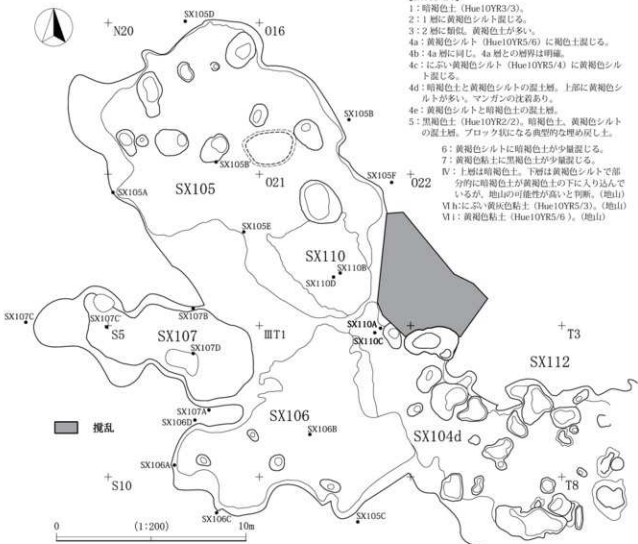 1：暗褐色土（Hue10YR3/3）。
2：1層に黄褐色シルト混じる。
3：2層に類似。黄褐色土が多い。
4a：黄褐色シルト（Hue10YR5/6）に褐色土混じる。
4b：4a層に同じ。4a層との層界は明確。
4c：にぶい黄褐色シルト（Hue10YR5/4）に黄褐色シ
ルト混じる。
4d：暗褐色土と黄褐色シルトの混土層。上部に黄褐色シ
ルトが多い。マンガンの沈着あり。
4e：黄褐色シルトと暗褐色土の混土層。
5：黒褐色土（Hue10YR2/2）。暗褐色土、黄褐色シルト
の混土層。ブロック状になる典型的な埋め戻し土。
6：黄褐色シルトに暗褐色土が少量混じる。
7：黄褐色粘土に黒褐色土が少量混じる。
Ⅳ：上層は暗褐色土。下層は黄褐色シルトで部
分的に暗褐色土が黄褐色土の下に入り込んで
いるが、地山の可能性が高いと判断。（地山）
Ⅵh：にぶい黄灰色粘土（Hue10YR5/3）。（地山）
Ⅵi：黄褐色粘土（Hue10YR5/6）。（地山）
N20
SX105D
O16
SX105B
SX105B
SX105A
SX105
O21
SX105F
O22
SX105E
SX110
SX110B
SX110D
SX107C
SX107C
S5
SX107B
SX107
SX107D
ⅢT1
SX110A
SX110C
T3
SX112
SX107A
SX106D
SX106
SX106B
SX104d
攪乱
SX106A
S10
T8
SX106C
SX105C
0
(1:200)
10m